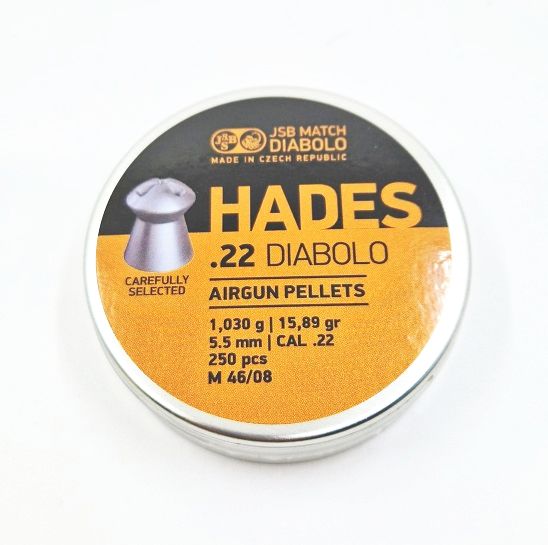 JSB JSB MATCH
DIABOLO
MADE IN CZECH REPUBLIC
HADES
.22 DIABOLO
CAREFULLY
SELECTED
AIRGUN PELLETS
1,030 g | 15,89 gr
5.5 mm | CAL .22
250 pcs
M 46/08